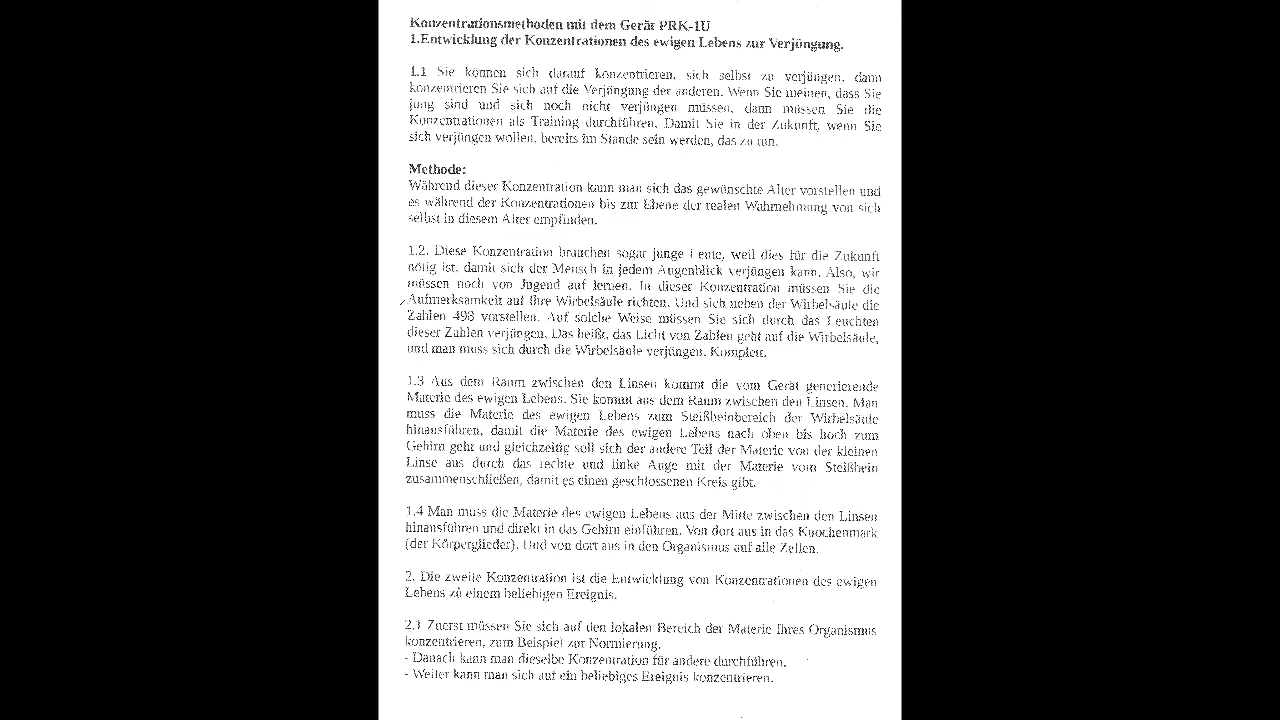 Konzentrationsmethoden mit dem Gerät PRK-1U
1.Entwicklung der Konzentrationen des ewigen Lebens zur Verjüngung.
1.1 Sie können sich darauf konzentrieren, sich selbst zu verjüngen, dann
konzentrieren Sie sich auf die Verjüngung der anderen. Wenn Sie meinen, dass Sie
jung sind und sich noch nicht verjüngen müssen, dann müssen Sie die
Konzentrationen als Training durchführen. Damit Sie in der Zukunft, wenn Sie
sich verjüngen wollen, bereits im Stande sein werden, das zu tun.
Methode:
Während dieser Konzentration kann man sich das gewünschte Alter vorstellen und
es während der Konzentrationen bis zur Ebene der realen Wahrnehmung von sich
selbst in diesem Alter empfinden.
1.2. Diese Konzentration brauchen sogar junge Leute, weil dies für die Zukunft
nötig ist, damit sich der Mensch in jedem Augenblick verjüngen kann. Also, wir
müssen noch von Jugend auf lernen. In dieser Konzentration müssen Sie die
Aufmerksamkeit auf Ihre Wirbelsäule richten. Und sich neben der Wirbelsäule die
Zahlen 498 vorstellen. Auf solche Weise müssen Sie sich durch das Leuchten
dieser Zahlen verjüngen. Das heißt, das Licht von Zahlen geht auf die Wirbelsäule,
und man muss sich durch die Wirbelsäule verjüngen. Komplett.
1.3 Aus dem Raum zwischen den Linsen kommt die vom Gerät generierende
Materie des ewigen Lebens. Sie kommt aus dem Raum zwischen den Linsen. Man
muss die Materie des ewigen Lebens zum Steißbeinbereich der Wirbelsäule
hinausführen, damit die Materie des ewigen Lebens nach oben bis hoch zum
Gehirn geht und gleichzeitig soll sich der andere Teil der Materie von der kleinen
Linse aus durch das rechte und linke Auge mit der Materie vom Steißbein
zusammenschließen, damit es einen geschlossenen Kreis gibt.
1.4 Man muss die Materie des ewigen Lebens aus der Mitte zwischen den Linsen
hinausführen und direkt in das Gehirn einführen. Von dort aus in das Knochenmark
(der Körperglieder). Und von dort aus in den Organismus auf alle Zellen.
2. Die zweite Konzentration ist die Entwicklung von Konzentrationen des ewigen
Lebens zu einem beliebigen Ereignis.
2.1 Zuerst müssen Sie sich auf den lokalen Bereich der Materie Ihres Organismus
konzentrieren, zum Beispiel zur Normierung.
- Danach kann man dieselbe Konzentration für andere durchführen.
- Weiter kann man sich auf ein beliebiges Ereignis konzentrieren.